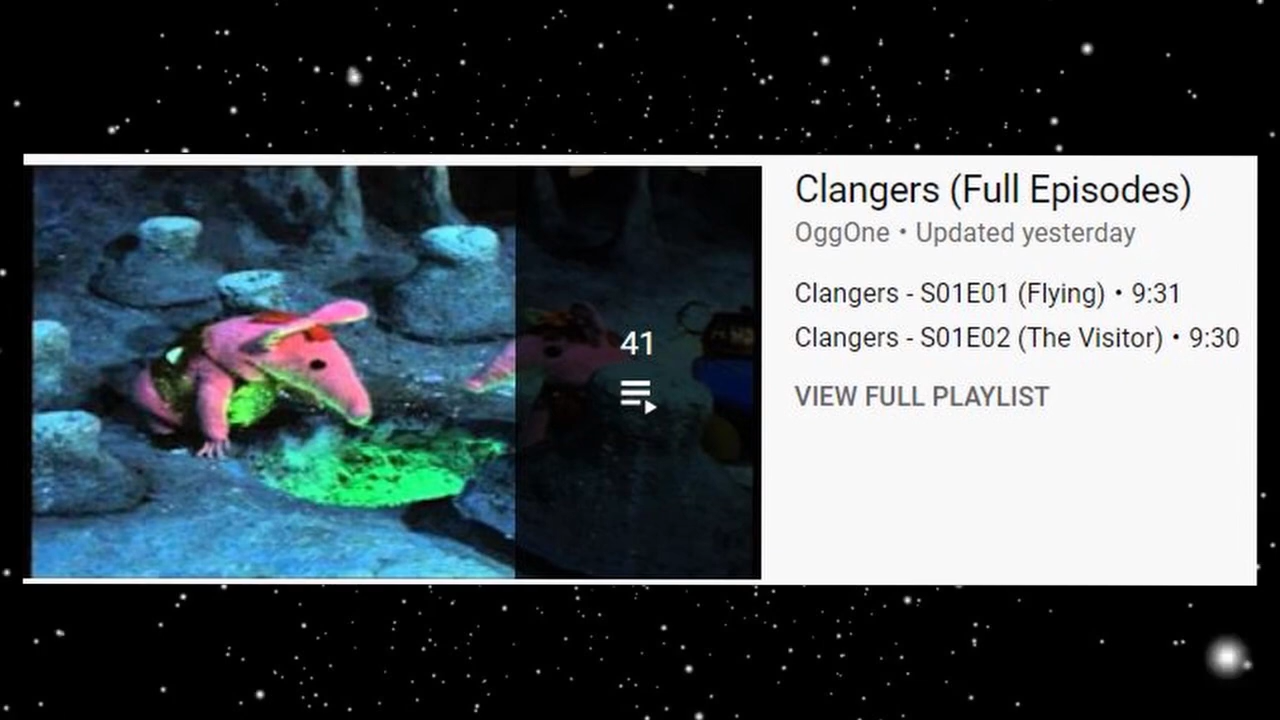 Clangers (Full Episodes)
OggOne • Updated yesterday
Clangers - S01E01 (Flying) • 9:31
Clangers - S01E02 (The Visitor) • 9:30
41
VIEW FULL PLAYLIST